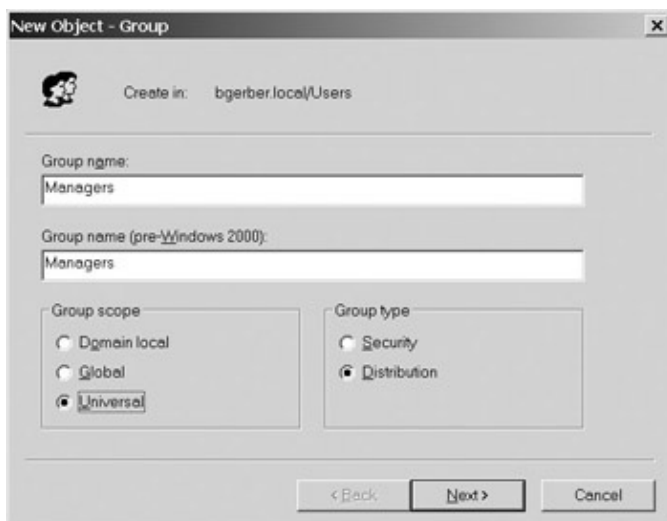 New Object - Group
Create in: bgerber.local/Users
Group name:
Managers
Group name (pre-Windows 2000):
Managers
Group scope
Domain local
Global
Universal
Group type
Security
Distribution
< Back Next > Cancel